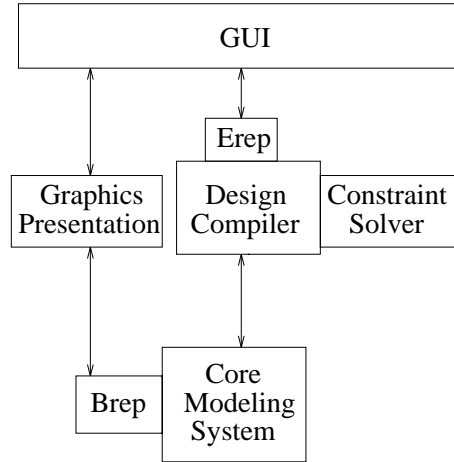 GUI
Erep
Graphics
Presentation
Design
Compiler
Constraint
Solver
Brep
Core
Modeling
System